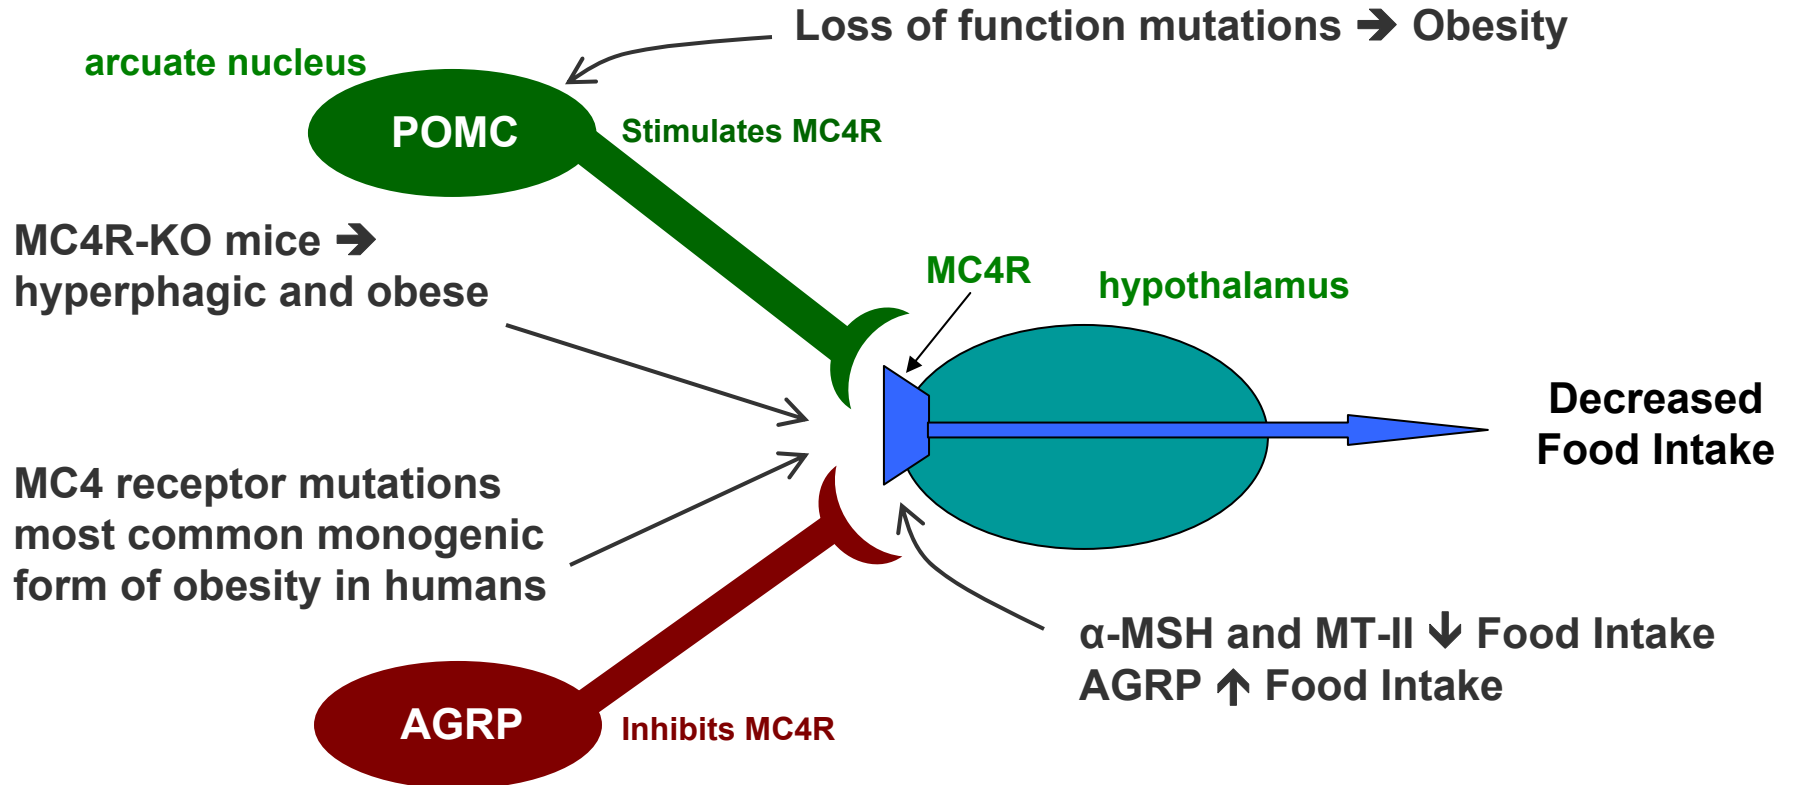 Loss of function mutations ➔ Obesity
arcuate nucleus
POMC
Stimulates MC4R
MC4R-KO mice ➔
hyperphagic and obese
MC4R
hypothalamus
Decreased
Food Intake
MC4 receptor mutations
most common monogenic
form of obesity in humans
α-MSH and MT-II ↓ Food Intake
AGRP ↑ Food Intake
AGRP
Inhibits MC4R